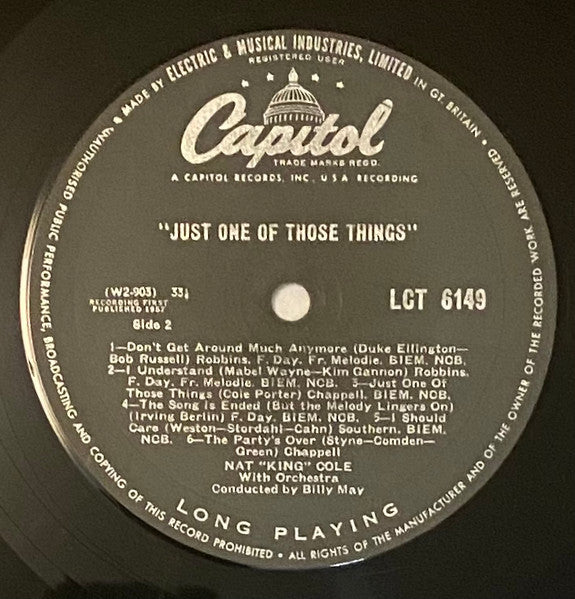 MADE BY ELECTRIC & MUSICAL INDUSTRIES, LIMITED IN GT. BRITAIN •
REGISTERED USER
Capitol
TRADE MARKS REGD.
A CAPITOL RECORDS, INC., U S A RECORDING
"JUST ONE OF THOSE THINGS"
(W2-903) 33⅓
RECORDING FIRST
PUBLISHED 1957
Side 2
LCT 6149
1—Don't Get Around Much Anymore (Duke Ellington—
Bob Russell) Robbins, F. Day, Fr. Melodie, BIEM, NCB.
2—I Understand (Mabel Wayne—Kim Gannon) Robbins,
F. Day, Fr. Melodie, BIEM, NCB. 3—Just One Of
Those Things (Cole Porter) Chappell, BIEM, NCB.
4—The Song is Ended (But the Melody Lingers On)
(Irving Berlin) F. Day, BIEM, NCB. 5—I Should
Care (Weston—Stordahl—Cahn) Southern, BIEM,
NCB. 6—The Party's Over (Styne—Comden—
Green) Chappell
NAT "KING" COLE
With Orchestra
Conducted by Billy May
LONG PLAYING
UNAUTHORISED PUBLIC PERFORMANCE, BROADCASTING AND COPYING OF THIS RECORD PROHIBITED • ALL RIGHTS OF THE MANUFACTURER AND OF THE OWNER OF THE RECORDED WORK ARE RESERVED